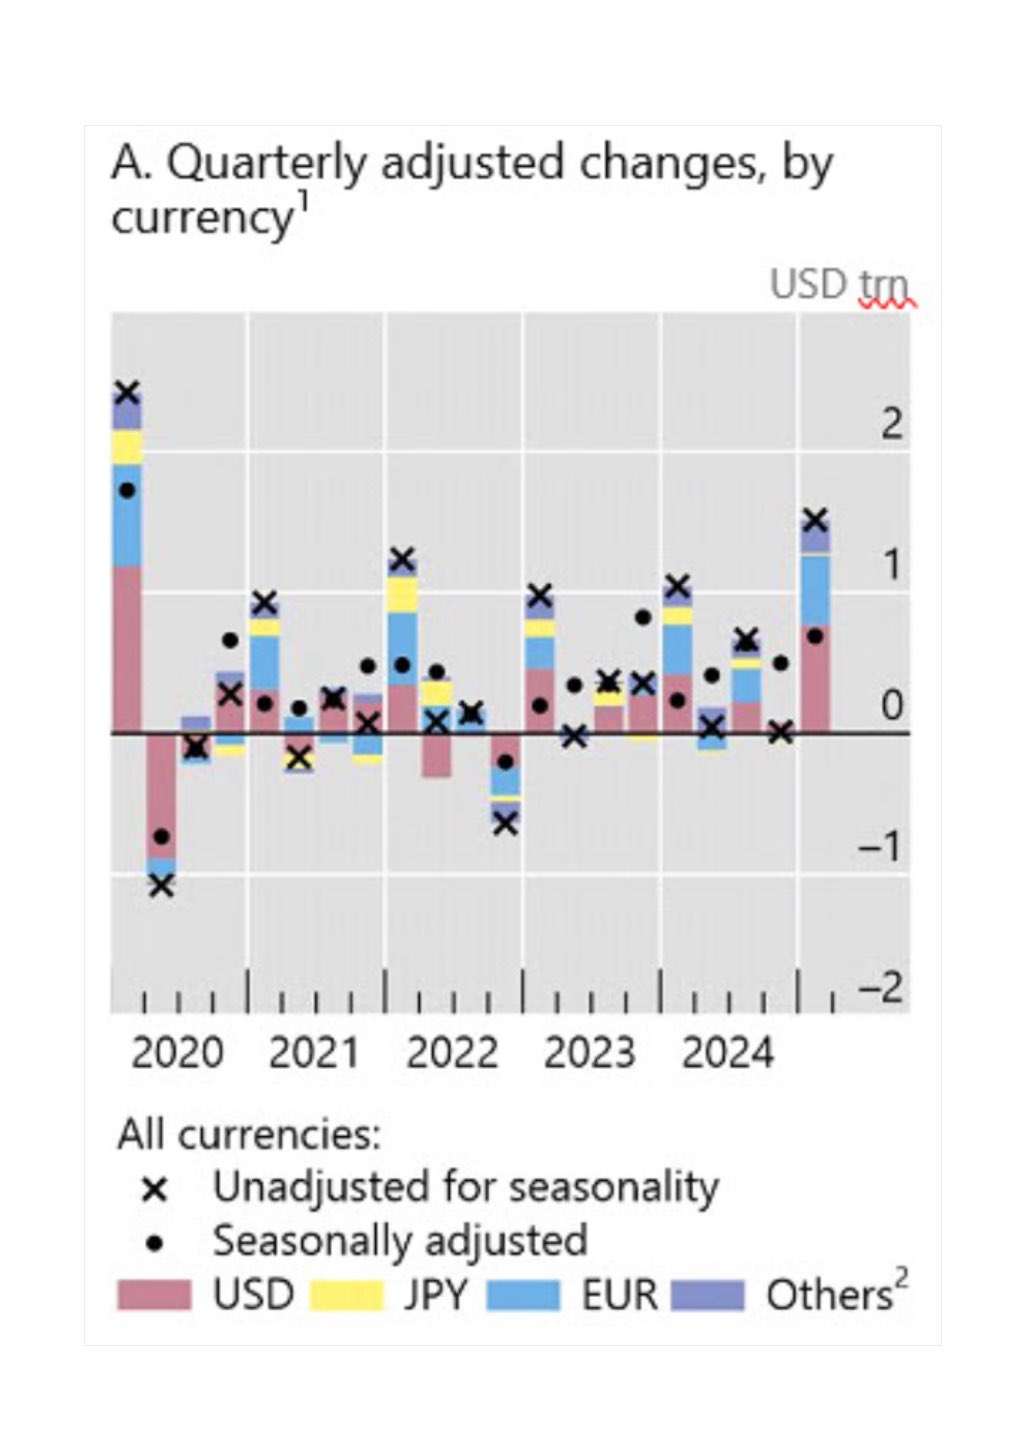 A. Quarterly adjusted changes, by
currency¹
USD trn
2
1
0
–1
–2
2020 2021 2022 2023 2024
All currencies:
Unadjusted for seasonality
Seasonally adjusted
USD JPY EUR Others²